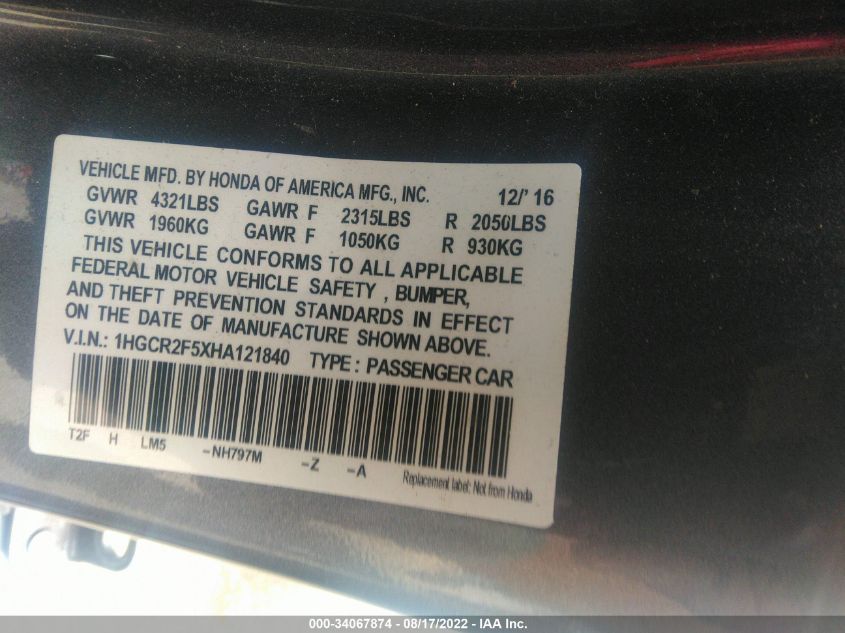 VEHICLE MFD. BY HONDA OF AMERICA MFG., INC. 12/' 16
GVWR 4321LBS GAWR F 2315LBS R 2050LBS
GVWR 1960KG GAWR F 1050KG R 930KG
THIS VEHICLE CONFORMS TO ALL APPLICABLE
FEDERAL MOTOR VEHICLE SAFETY , BUMPER,
AND THEFT PREVENTION STANDARDS IN EFFECT
ON THE DATE OF MANUFACTURE SHOWN ABOVE.
V.I.N.: 1HGCR2F5XHA121840 TYPE : PASSENGER CAR
T2F H LM5 -NH797M -Z -A
Replacement label: Not from Honda
000-34067874 - 08/17/2022 - IAA Inc.